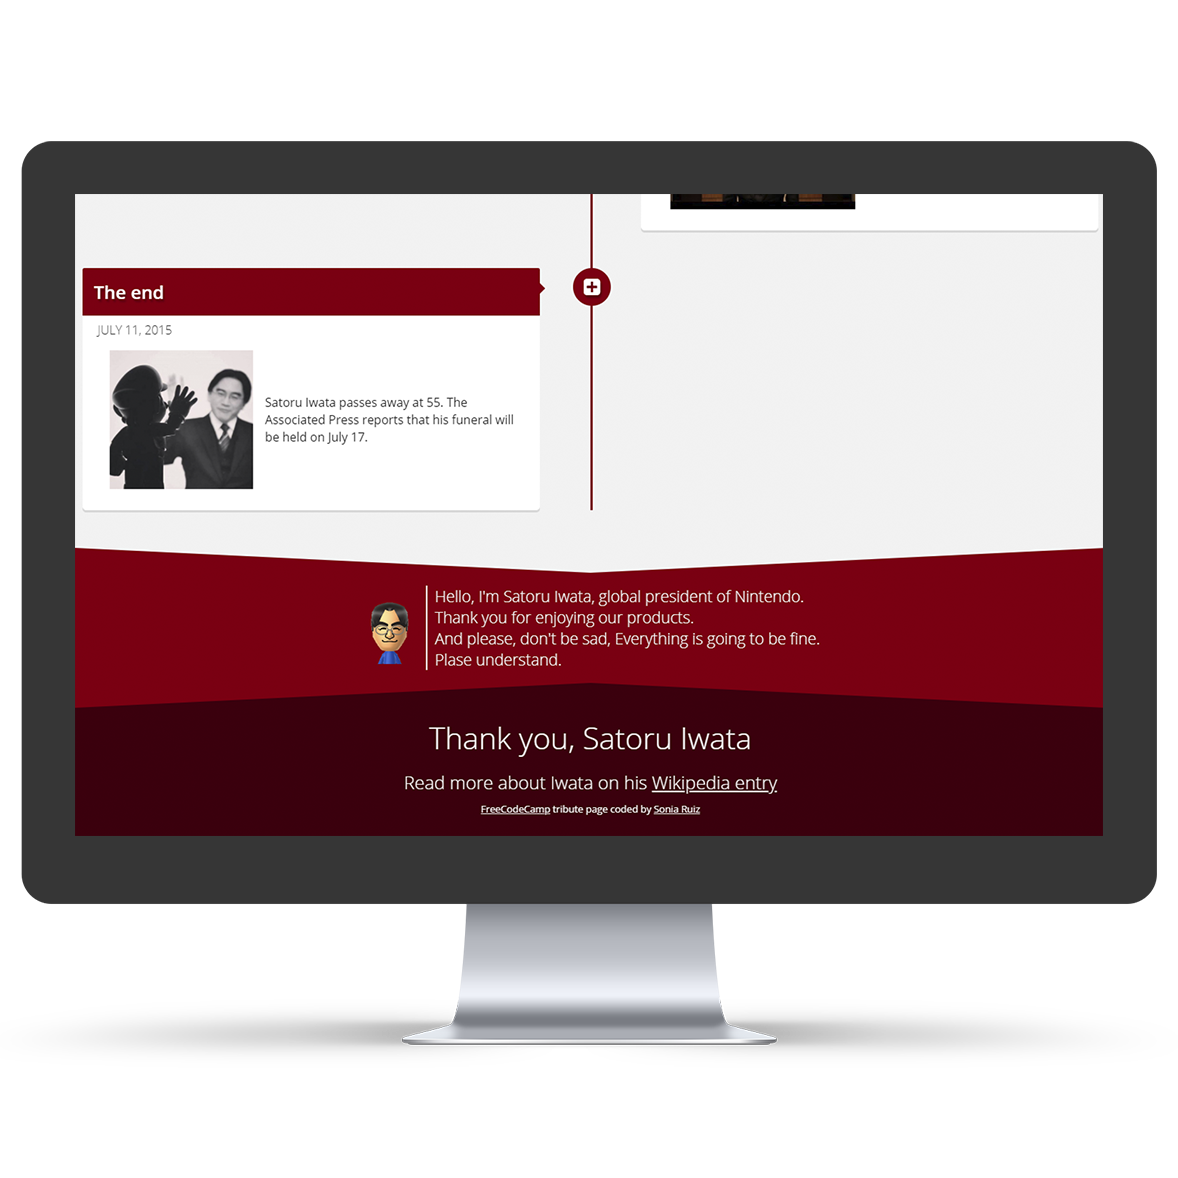 The end
JULY 11, 2015
Satoru Iwata passes away at 55. The
Associated Press reports that his funeral will
be held on July 17.
Hello, I'm Satoru Iwata, global president of Nintendo.
Thank you for enjoying our products.
And please, don't be sad, Everything is going to be fine.
Plase understand.
Thank you, Satoru Iwata
Read more about Iwata on his Wikipedia entry
FreeCodeCamp tribute page coded by Sonia Ruiz